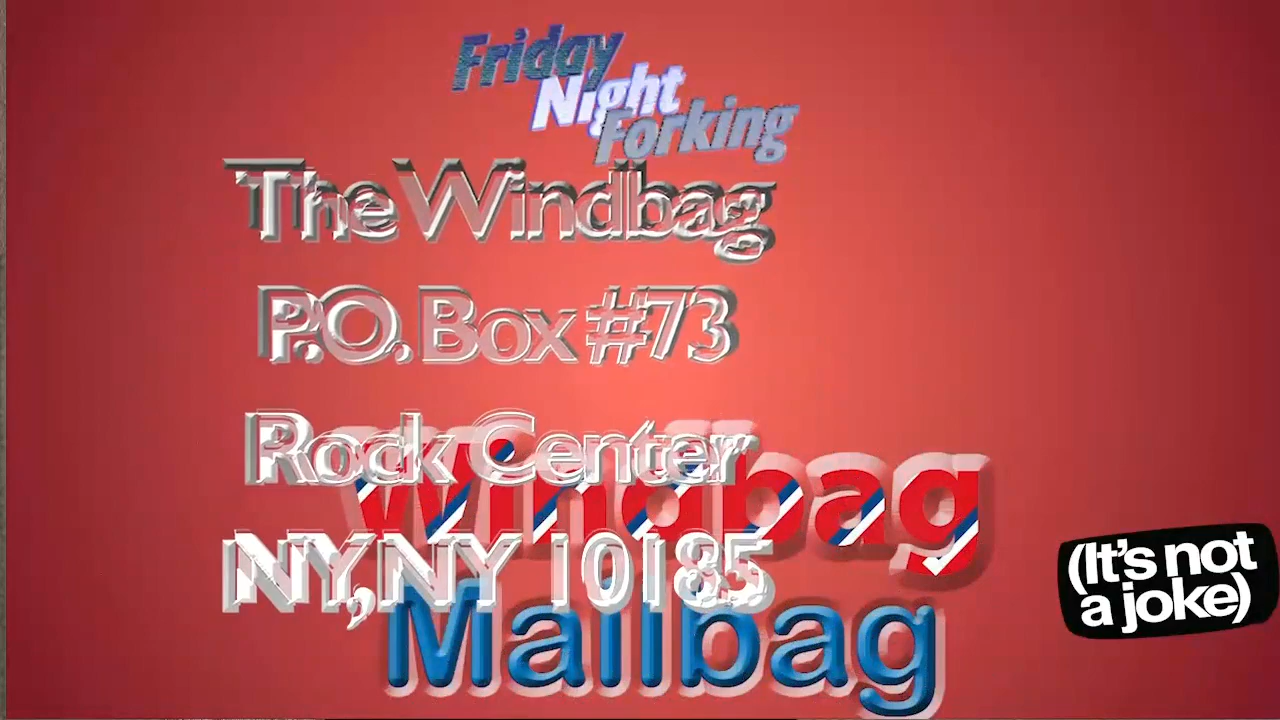 Friday
Night
Forking
The Windbag
P.O. Box #73
Rock Center
Windbag
NY, NY 10185
Mailbag
(It's not
a joke)